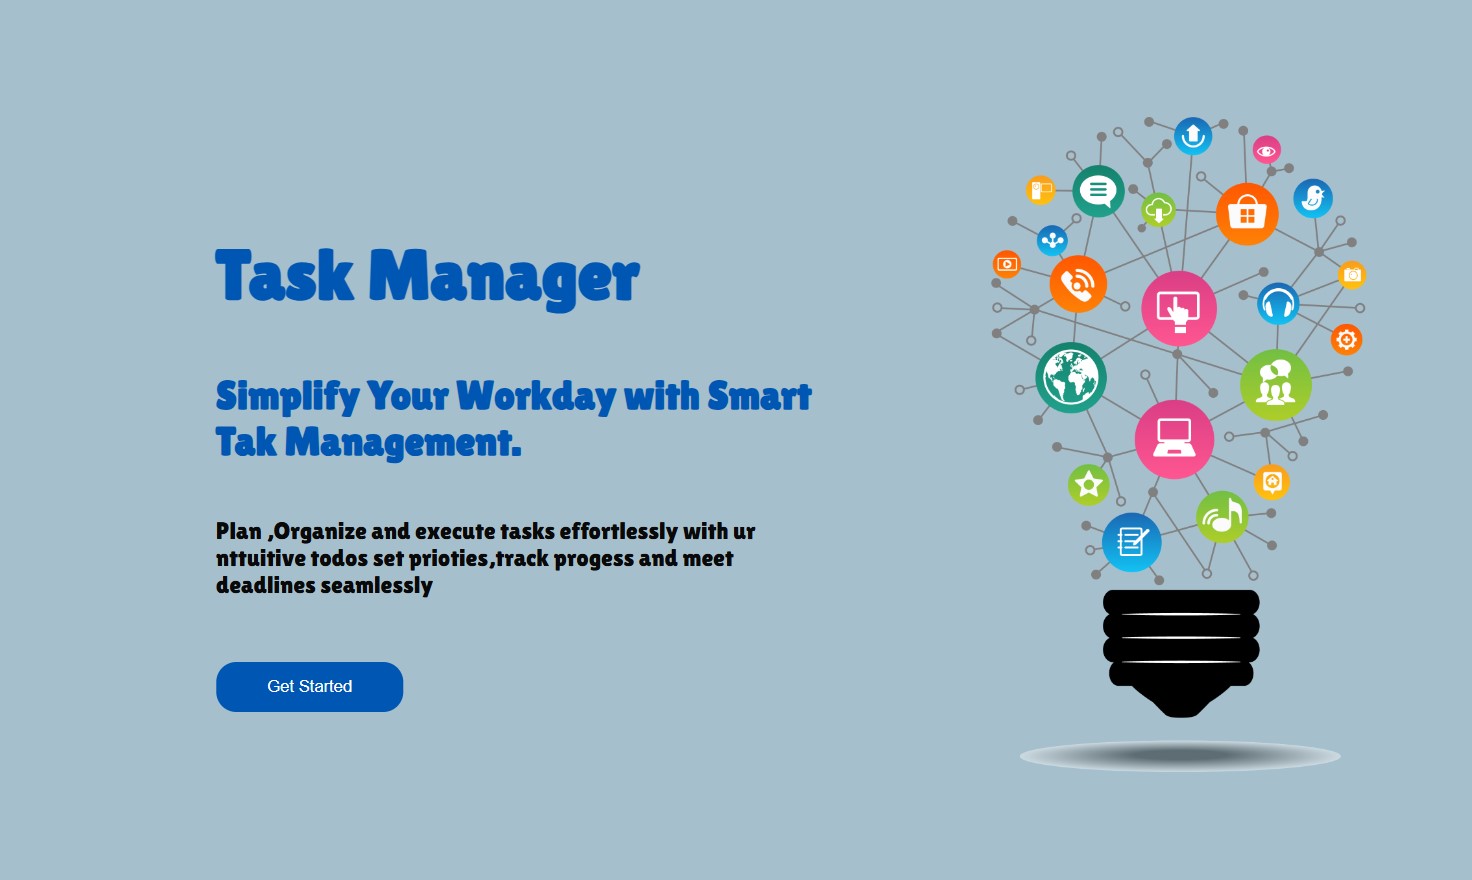 Task Manager
Simplify Your Workday with Smart
Tak Management.
Plan ,Organize and execute tasks effortlessly with ur
nttuitive todos set prioties,track progess and meet
deadlines seamlessly
Get Started